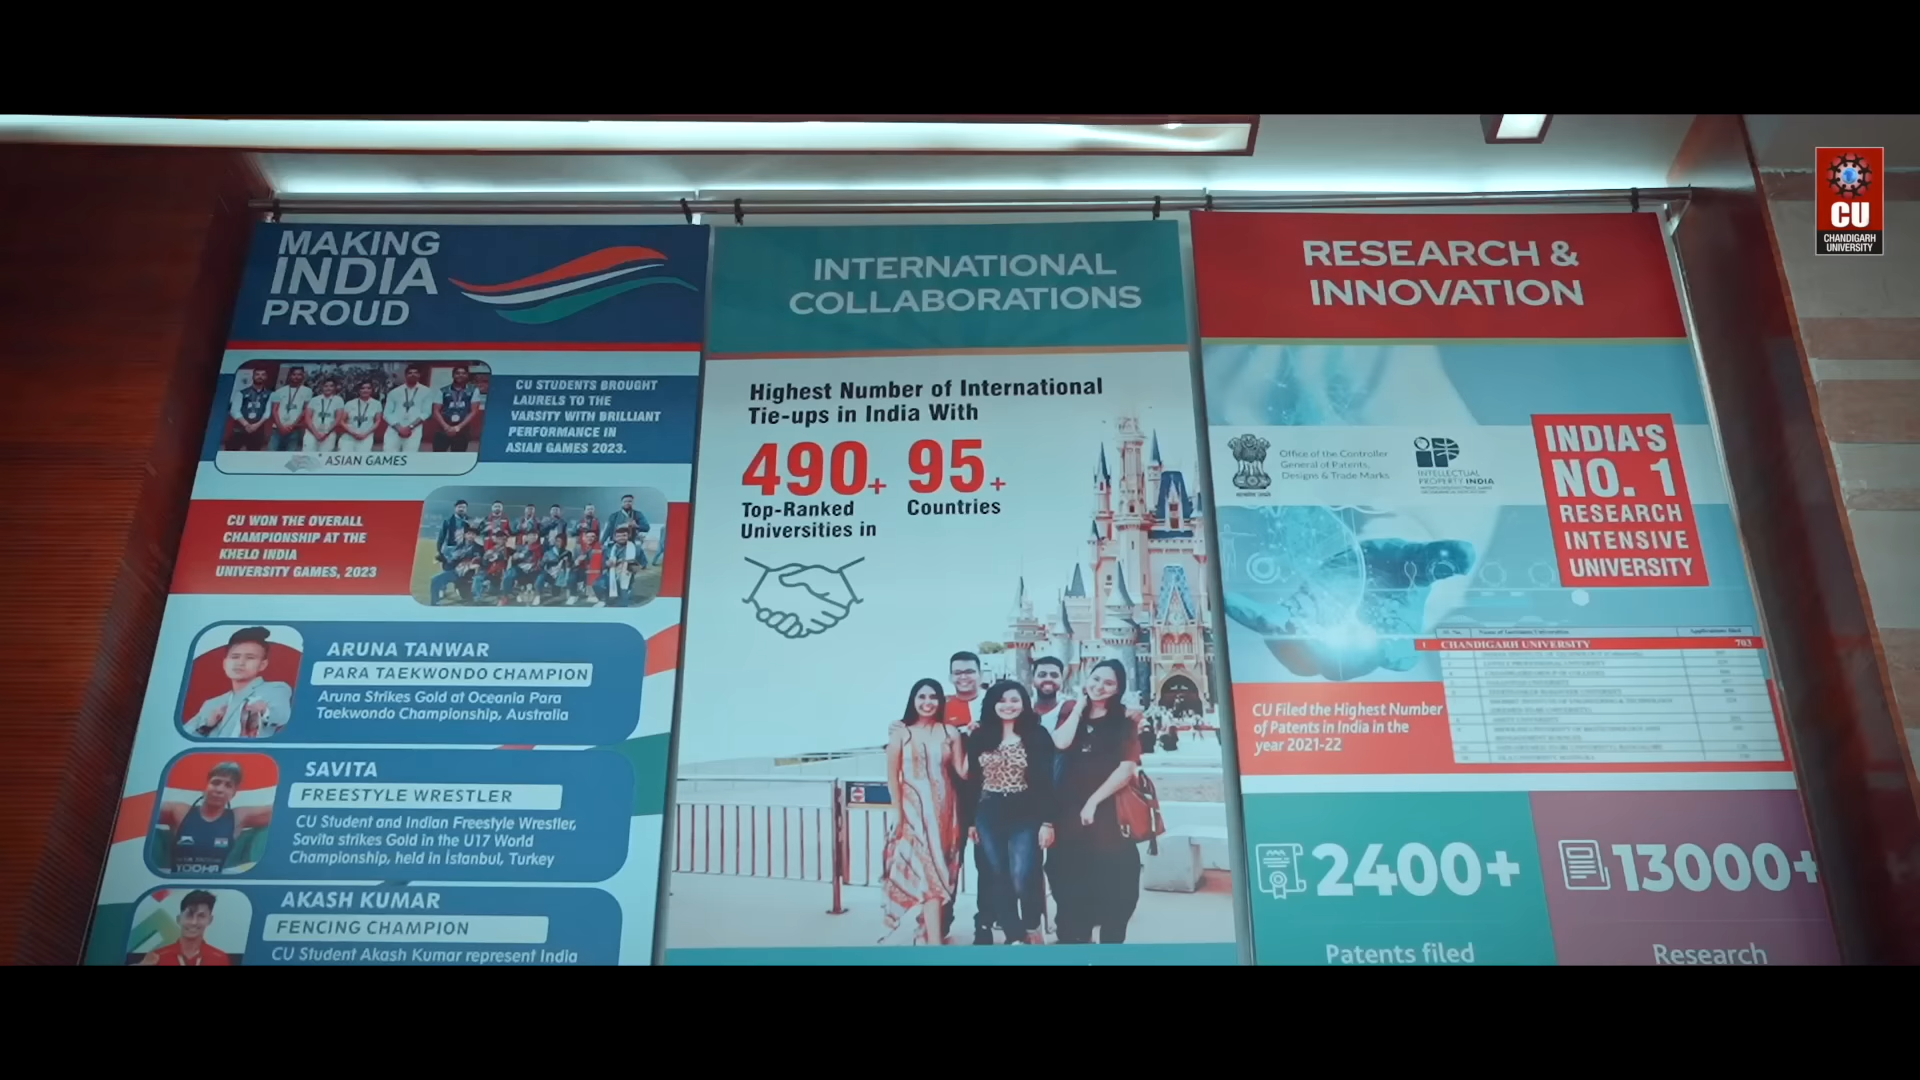 MAKING
INDIA
PROUD
CU STUDENTS BROUGHT
LAURELS TO THE
VARSITY WITH BRILLIANT
PERFORMANCE IN
ASIAN GAMES 2023.
ASIAN GAMES
CU WON THE OVERALL
CHAMPIONSHIP AT THE
KHELO INDIA
UNIVERSITY GAMES, 2023
ARUNA TANWAR
PARA TAEKWONDO CHAMPION
Aruna Strikes Gold at Oceania Para
Taekwondo Championship, Australia
SAVITA
FREESTYLE WRESTLER
CU Student and Indian Freestyle Wrestler,
Savita strikes Gold in the U17 World
Championship, held in İstanbul, Turkey
YODHA
AKASH KUMAR
FENCING CHAMPION
CU Student Akash Kumar represent India
INTERNATIONAL
COLLABORATIONS
Highest Number of International
Tie-ups in India With
490+ 95+
Top-Ranked Countries
Universities in
RESEARCH &
INNOVATION
Office of the Controller
General of Patents,
Designs & Trade Marks
iP
INTELLECTUAL
PROPERTY INDIA
INDIA'S
NO. 1
RESEARCH
INTENSIVE
UNIVERSITY
1 CHANDIGARH UNIVERSITY 703
CU Filed the Highest Number
of Patents in India in the
year 2021-22
2400+
Patents filed
13000+
Research
CU
CHANDIGARH
UNIVERSITY